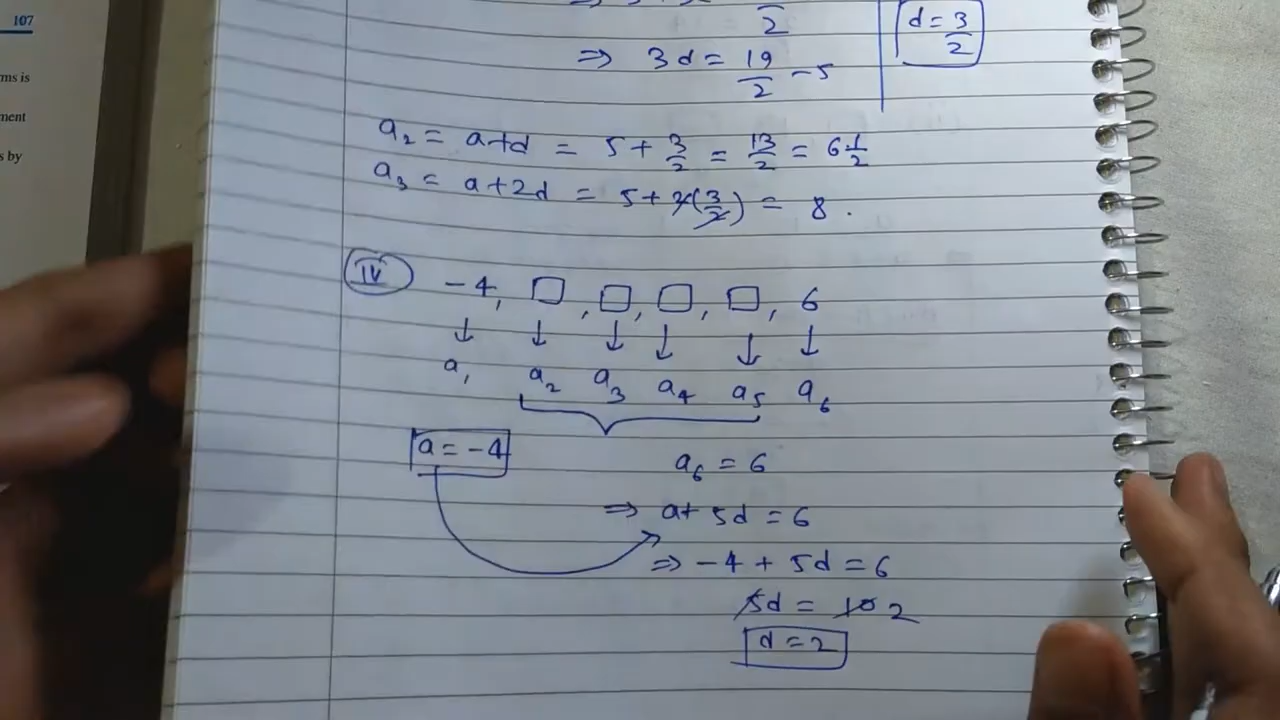 107
ms is
ment
s by
2
⇒ 3d = 19/2 - 5
d = 3/2
a₂ = a+d = 5 + 3/2 = 13/2 = 6 1/2
a₃ = a+2d = 5 + 2(3/2) = 8 .
IV -4, □, □, □, □, 6
↓ ↓ ↓ ↓ ↓ ↓
a₁ a₂ a₃ a₄ a₅ a₆
a = -4
a₆ = 6
⇒ a + 5d = 6
⇒ -4 + 5d = 6
5d = 10 2
d = 2